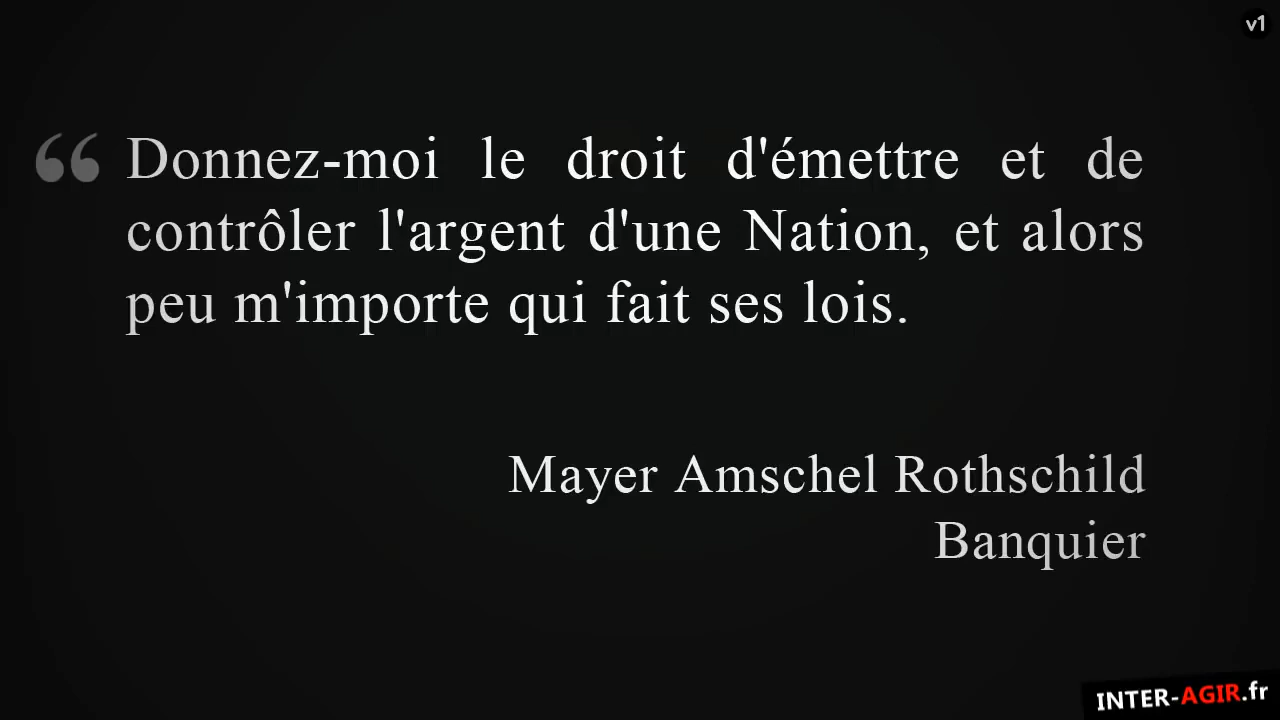 v1
“ Donnez-moi le droit d'émettre et de
contrôler l'argent d'une Nation, et alors
peu m'importe qui fait ses lois.
Mayer Amschel Rothschild
Banquier
INTER-AGIR.fr